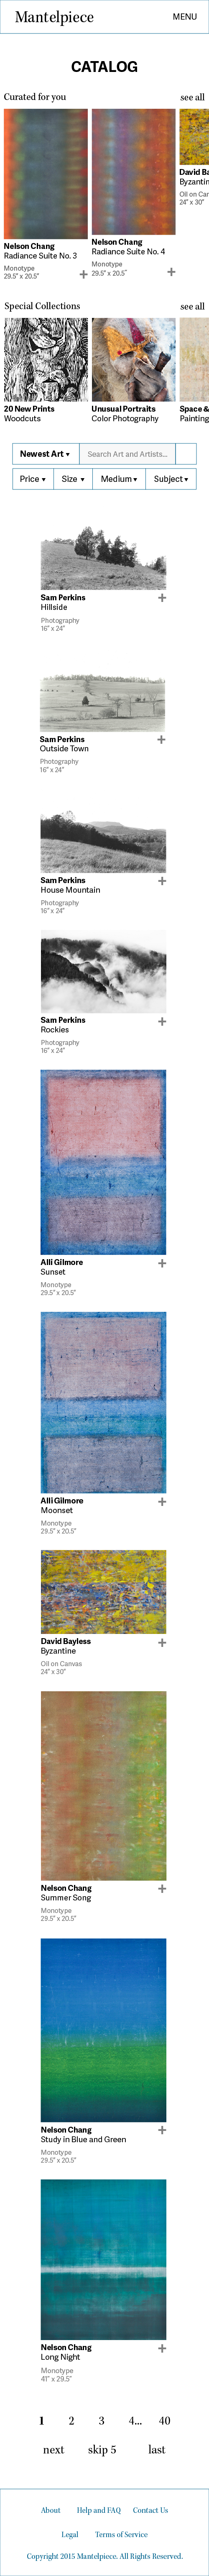 Mantelpiece MENU
CATALOG
Curated for you see all
Nelson Chang
Radiance Suite No. 3
Monotype
29.5" x 20.5"
Nelson Chang
Radiance Suite No. 4
Monotype
29.5" x 20.5"
David Ba
Byzantin
Oil on Can
24" x 30"
Special Collections see all
20 New Prints
Woodcuts
Unusual Portraits
Color Photography
Space &
Painting
Newest Art ▾ Search Art and Artists...
Price ▾ Size ▾ Medium ▾ Subject ▾
Sam Perkins
Hillside
Photography
16" x 24"
Sam Perkins
Outside Town
Photography
16" x 24"
Sam Perkins
House Mountain
Photography
16" x 24"
Sam Perkins
Rockies
Photography
16" x 24"
Alli Gilmore
Sunset
Monotype
29.5" x 20.5"
Alli Gilmore
Moonset
Monotype
29.5" x 20.5"
David Bayless
Byzantine
Oil on Canvas
24" x 30"
Nelson Chang
Summer Song
Monotype
29.5" x 20.5"
Nelson Chang
Study in Blue and Green
Monotype
29.5" x 20.5"
Nelson Chang
Long Night
Monotype
41" x 29.5"
1 2 3 4... 40
next skip 5 last
About Help and FAQ Contact Us
Legal Terms of Service
Copyright 2015 Mantelpiece. All Rights Reserved.